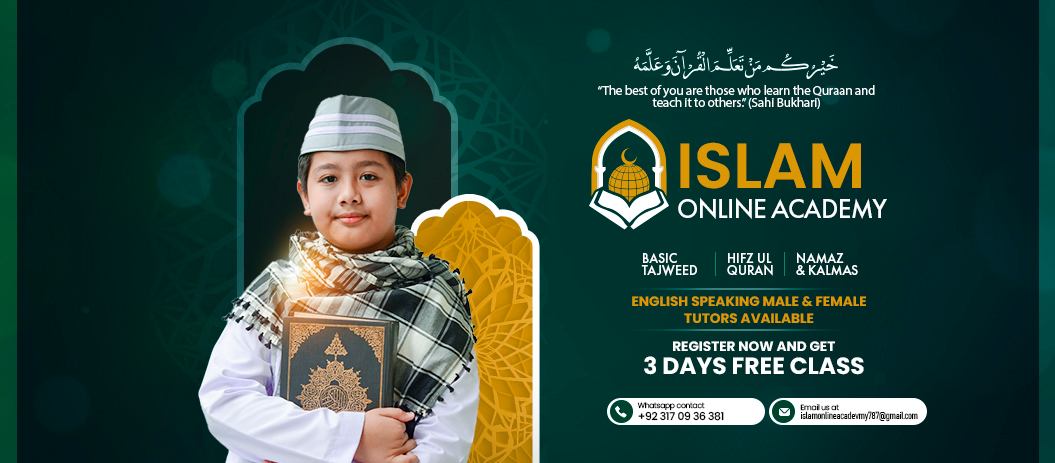 خَيْرُكُمْ مَنْ تَعَلَّمَ الْقُرْآنَ وَعَلَّمَهُ
“The best of you are those who learn the Quraan and
teach it to others.” (Sahi Bukhari)
ISLAM
ONLINE ACADEMY
BASIC
TAJWEED
HIFZ UL
QURAN
NAMAZ
& KALMAS
ENGLISH SPEAKING MALE & FEMALE
TUTORS AVAILABLE
REGISTER NOW AND GET
3 DAYS FREE CLASS
Whatsapp contact
+92 317 09 36 381
Email us at
islamonlineacadevmy787@gmail.com